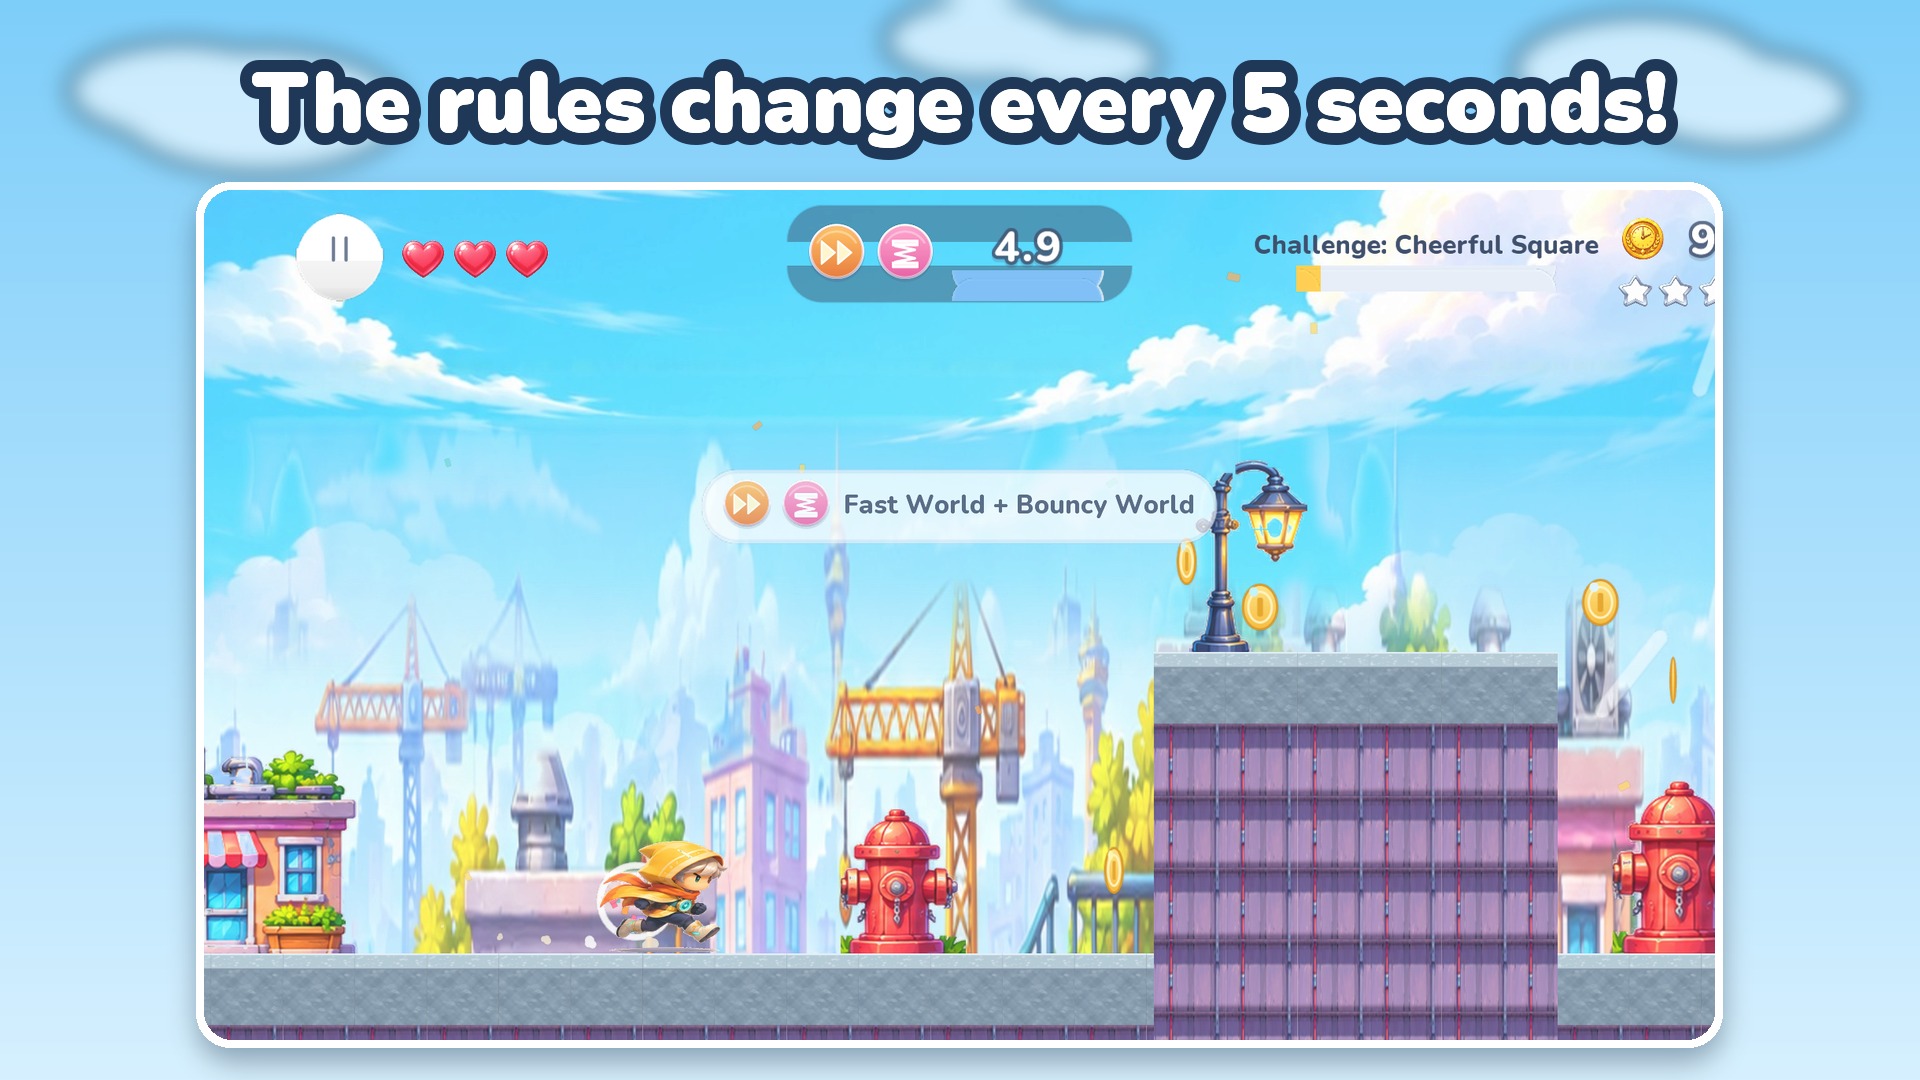 The rules change every 5 seconds!
4.9
Challenge: Cheerful Square
9
Fast World + Bouncy World